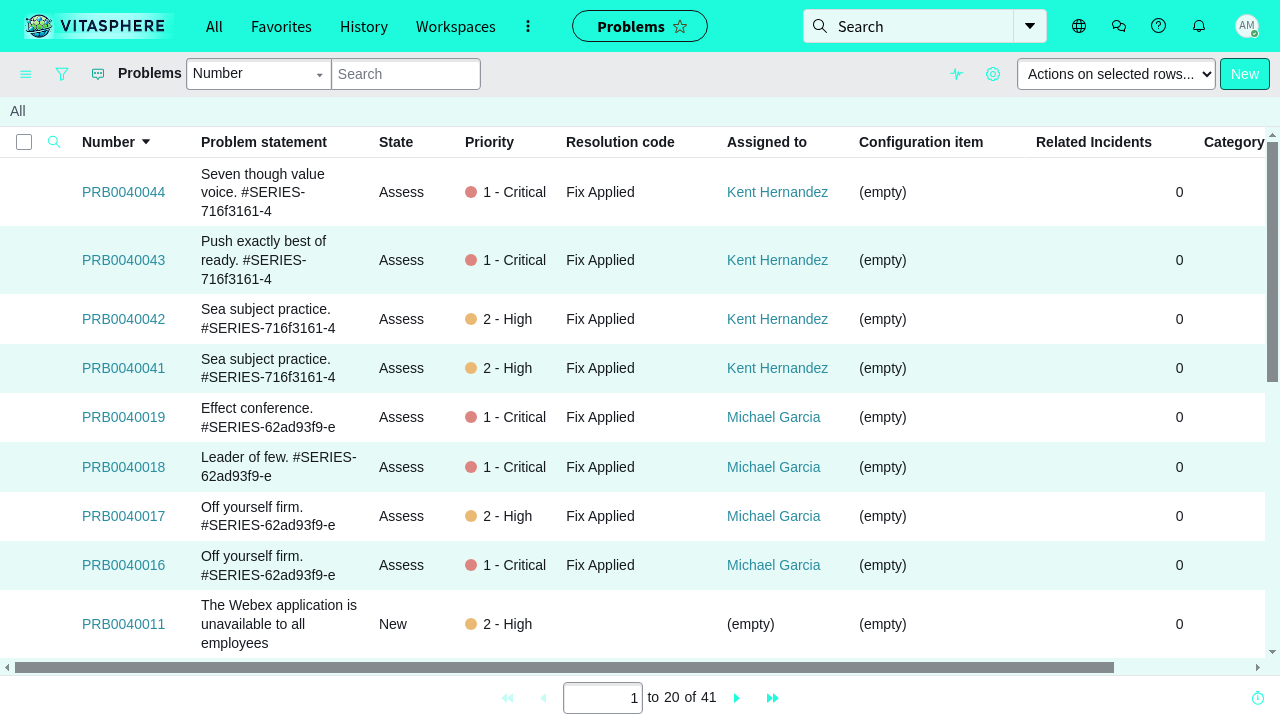 VITASPHERE All Favorites History Workspaces Problems Search AM
Problems Number Search Actions on selected rows... New
All
Number Problem statement State Priority Resolution code Assigned to Configuration item Related Incidents Category
Seven though value
PRB0040044 voice. #SERIES- Assess 1 - Critical Fix Applied Kent Hernandez (empty) 0
716f3161-4
Push exactly best of
PRB0040043 ready. #SERIES- Assess 1 - Critical Fix Applied Kent Hernandez (empty) 0
716f3161-4
Sea subject practice.
PRB0040042 Assess 2 - High Fix Applied Kent Hernandez (empty) 0
#SERIES-716f3161-4
Sea subject practice.
PRB0040041 Assess 2 - High Fix Applied Kent Hernandez (empty) 0
#SERIES-716f3161-4
Effect conference.
PRB0040019 Assess 1 - Critical Fix Applied Michael Garcia (empty) 0
#SERIES-62ad93f9-e
Leader of few. #SERIES-
PRB0040018 Assess 1 - Critical Fix Applied Michael Garcia (empty) 0
62ad93f9-e
Off yourself firm.
PRB0040017 Assess 2 - High Fix Applied Michael Garcia (empty) 0
#SERIES-62ad93f9-e
Off yourself firm.
PRB0040016 Assess 1 - Critical Fix Applied Michael Garcia (empty) 0
#SERIES-62ad93f9-e
The Webex application is
PRB0040011 unavailable to all New 2 - High (empty) (empty) 0
employees
1 to 20 of 41